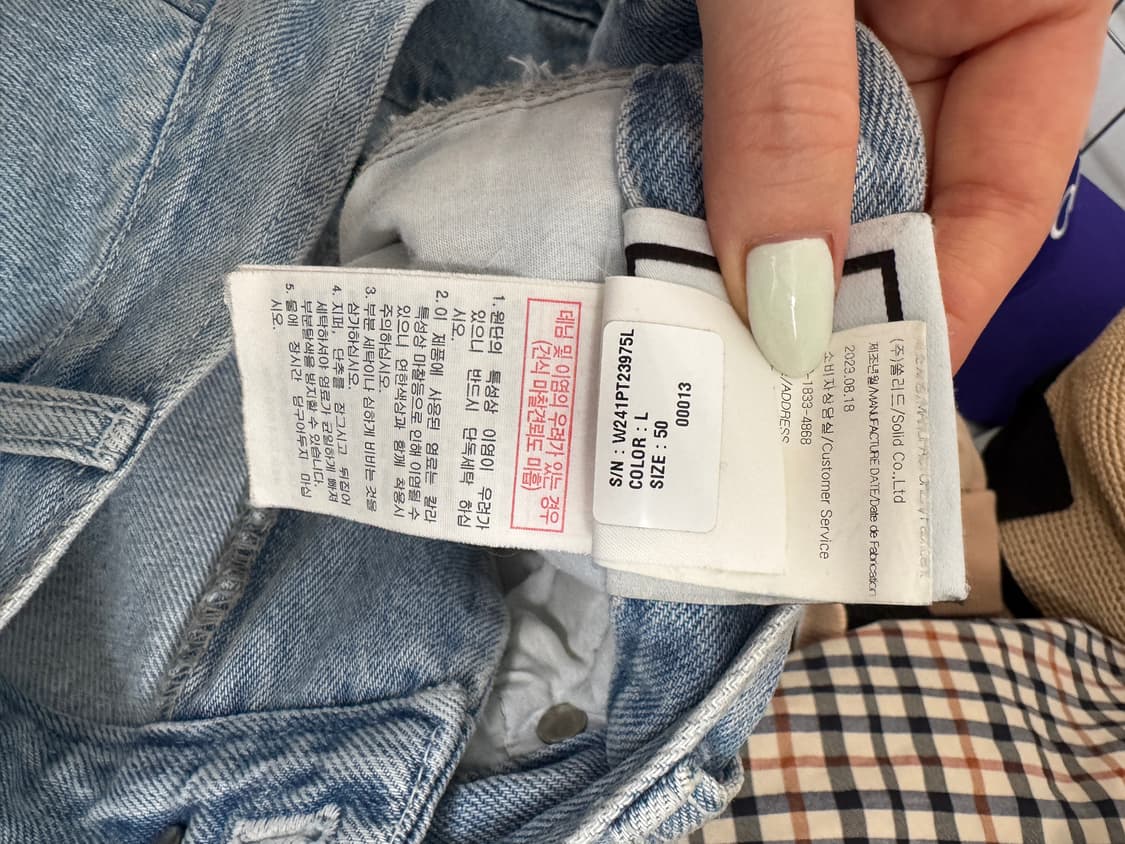 데님 및 이염의 우려가 있는 경우
(건식 마찰견뢰도 미흡)
1. 원단의 특성상 이염이 우려가
있으니 반드시 단독세탁 하십
시오.
2. 이 제품에 사용된 염료는 칼라
특성상 마찰등으로 인해 이염될 수
있으니 연한색상과 함께 착용시
주의하십시오.
3. 부분 세탁이나 심하게 비비는 것을
삼가하십시오.
4. 지퍼, 단추를 잠그시고 뒤집어
세탁하셔야 염료가 균일하게 빠져
부분탈색을 방지할 수 있습니다.
5. 물에 장시간 담구어두지 마십
시오.
S/N : W241PT23975L
COLOR : L
SIZE : 50
00013
(주)쏠리드/Solid Co.,Ltd
제조년월/MANUFACTURE DATE/Date de Fabrication
2023.08.18
소비자상담실/Customer Service
-1833-4868
/ADDRESS